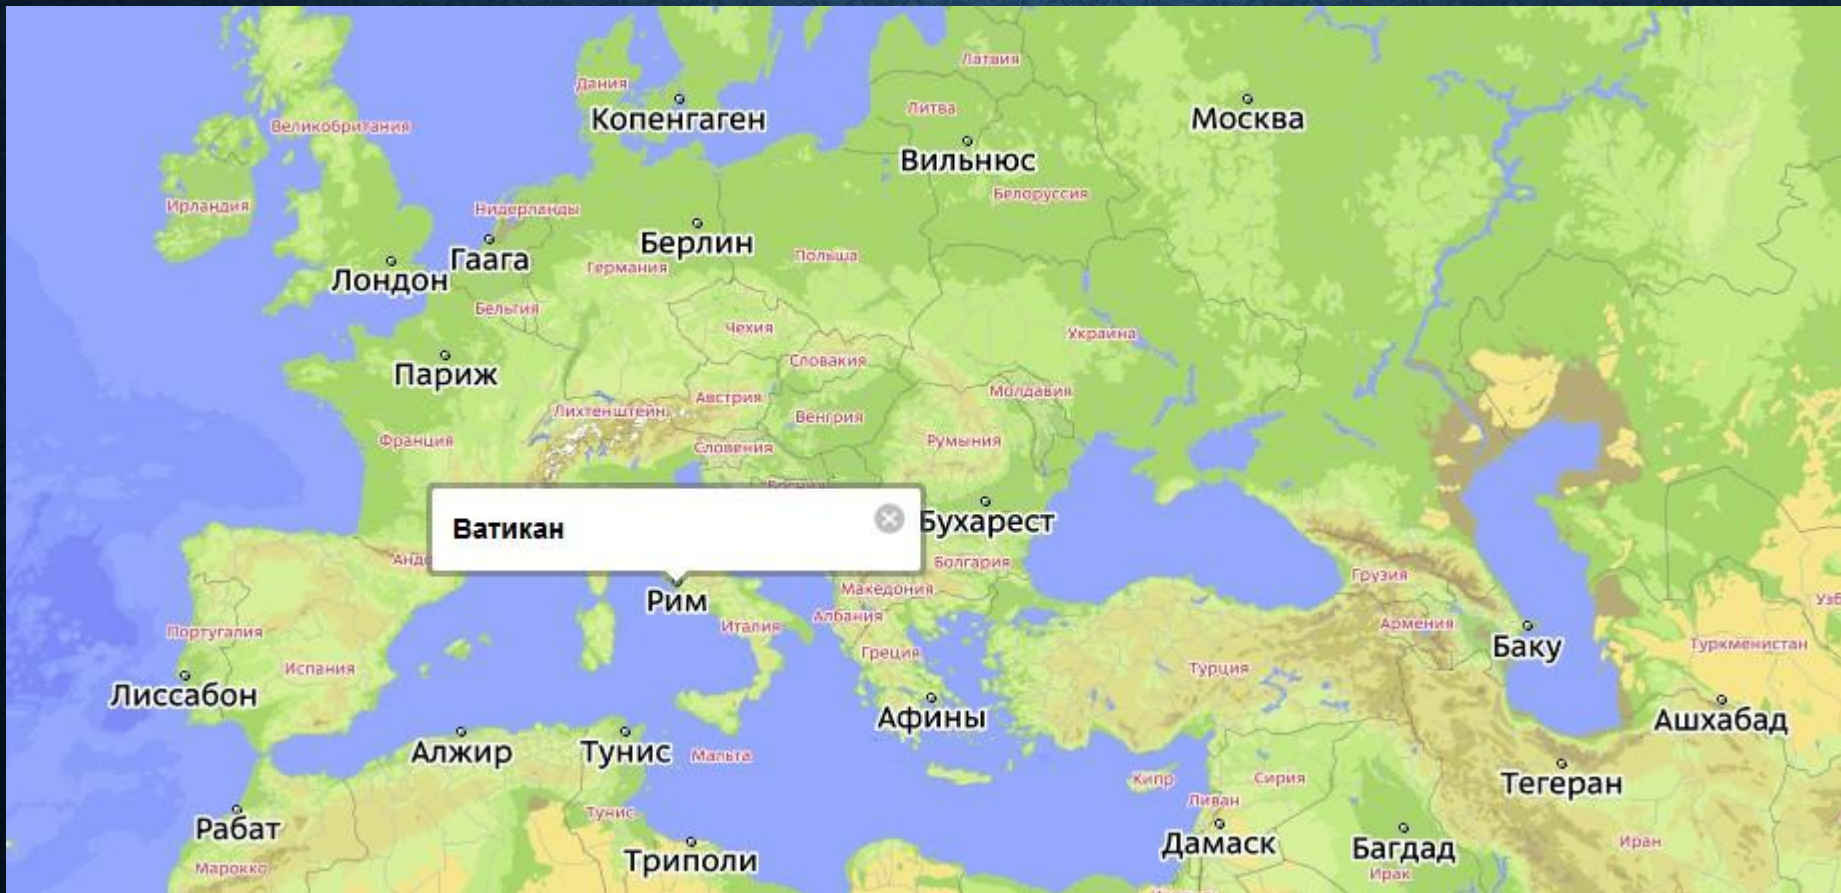 Латвия
Дания
Копенгаген
Литва
Москва
Великобритания
Вильнюс
Белоруссия
Ирландия
Нидерланды
Берлин
Гаага
Польша
Германия
Лондон
Бельгия
Чехия
Украина
Словакия
Париж
Молдавия
Австрия
Лихтенштейн
Венгрия
Франция
Румыния
Словения
Босния
Ватикан
Бухарест
Андо
Болгария
Грузия
Македония
Рим
Узб
Албания
Италия
Армения
Португалия
Баку
Туркменистан
Греция
Испания
Турция
Лиссабон
Афины
Ашхабад
Алжир
Тунис
Мальта
Кипр
Сирия
Тегеран
Ливан
Тунис
Рабат
Дамаск
Багдад
Иран
Триполи
Марокко
Ирак